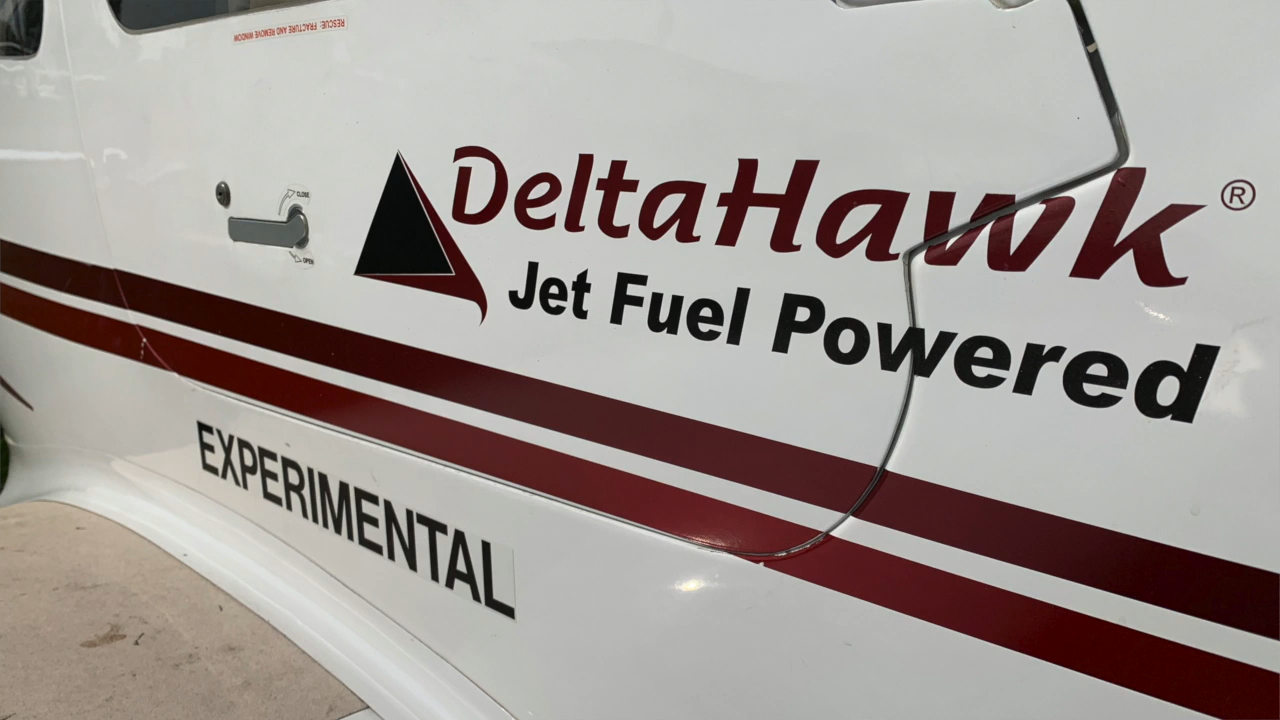 RESCUE: FRACTURE AND REMOVE WINDOW
CLOSE
OPEN
DeltaHawk®
Jet Fuel Powered
EXPERIMENTAL